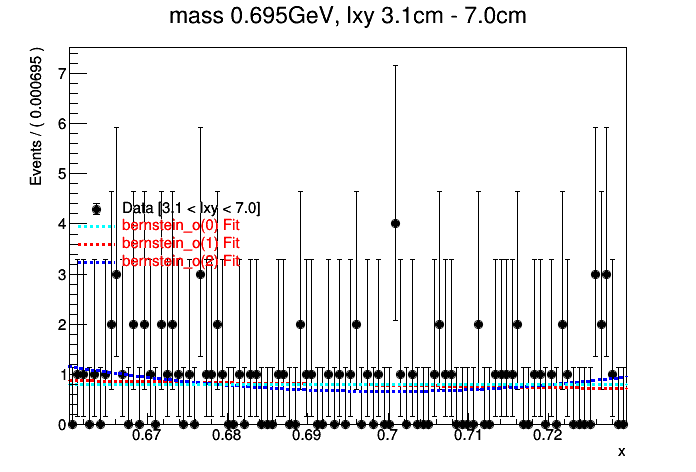 mass 0.695GeV, lxy 3.1cm - 7.0cm
Events / ( 0.000695 )
7
6
5
4
3
2
1
0
Data [3.1 < lxy < 7.0]
bernstein_o(0) Fit
bernstein_o(1) Fit
bernstein_o(2) Fit
0.67 0.68 0.69 0.7 0.71 0.72
x